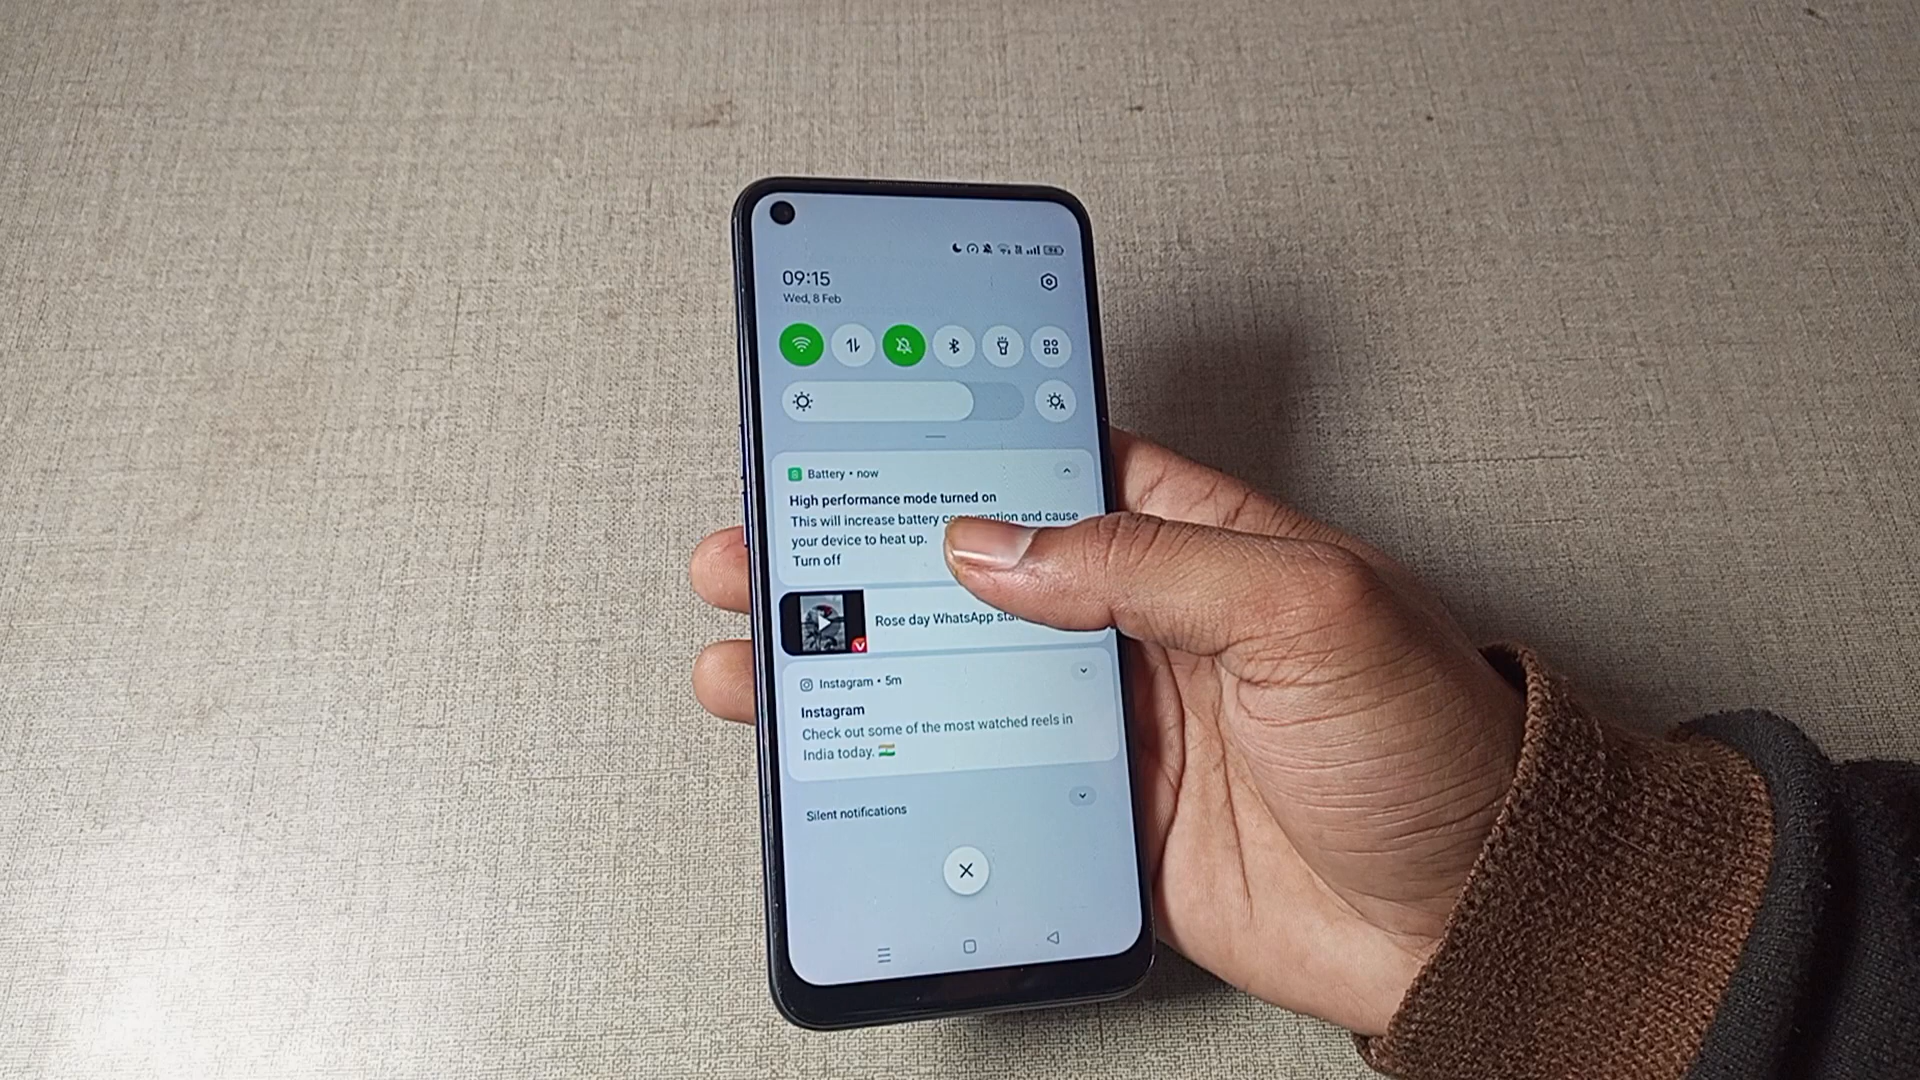 09:15
Wed, 8 Feb
Battery • now
High performance mode turned on
This will increase battery consumption and cause
your device to heat up.
Turn off
Rose day WhatsApp
Instagram • 5m
Instagram
Check out some of the most watched reels in
India today. 🇮🇳
Silent notifications